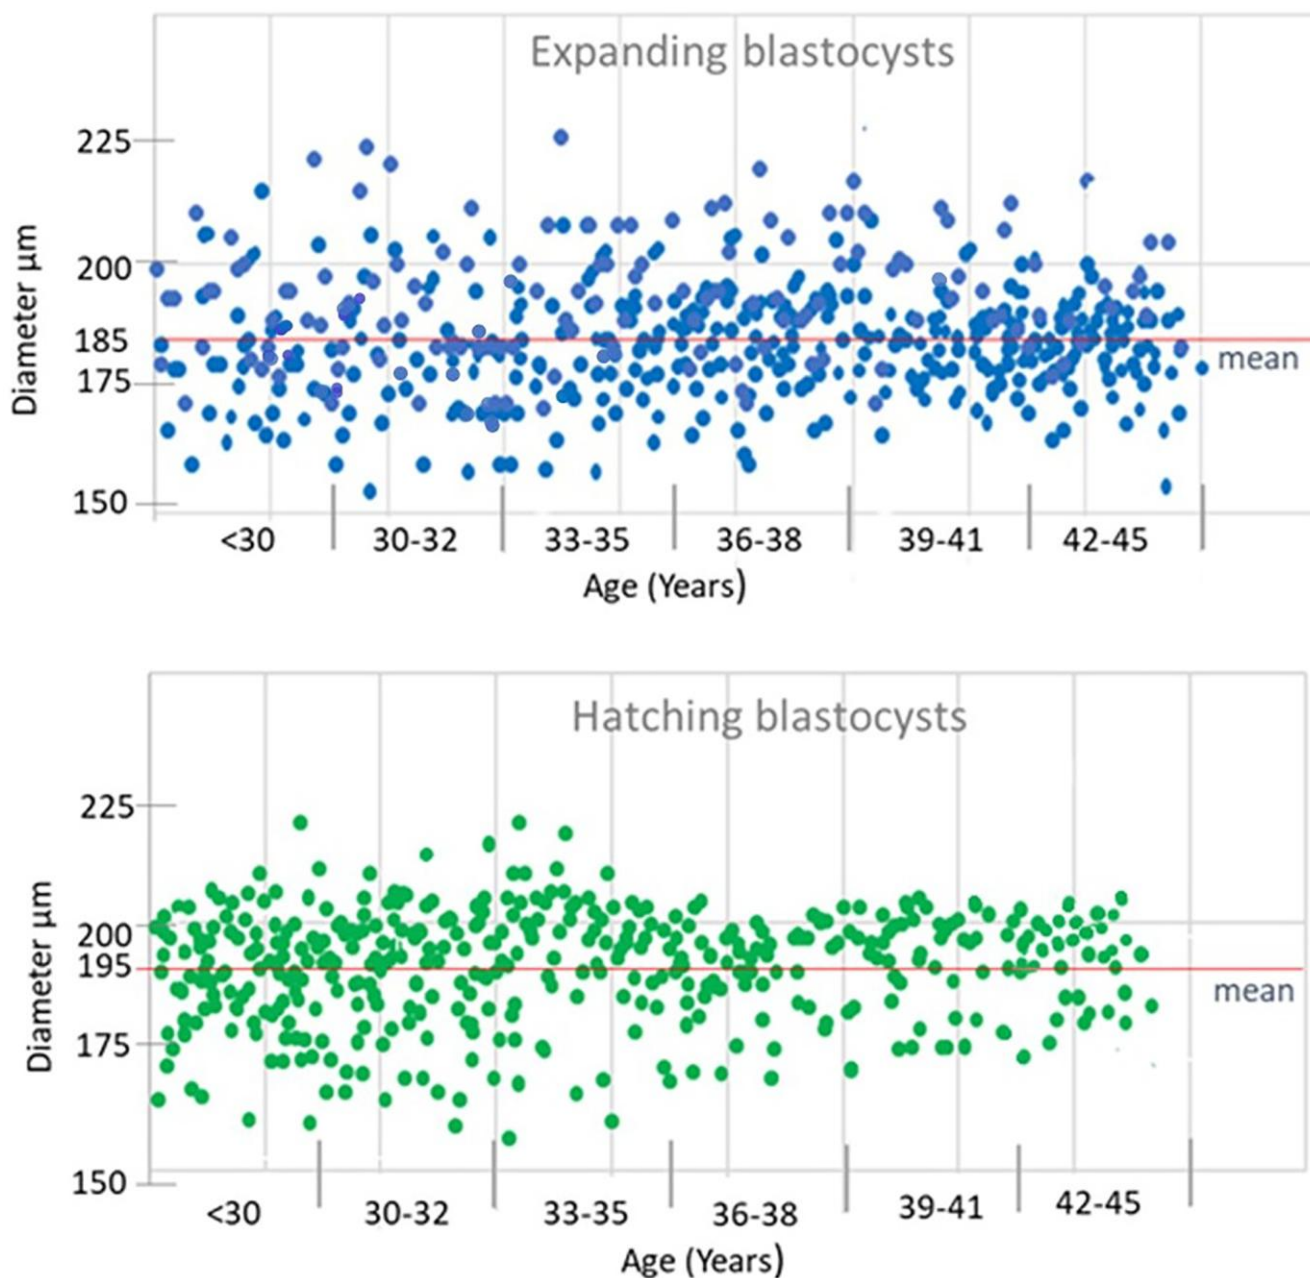 Expanding blastocysts
225
200
185
175
150
mean
Diameter µm
<30 30-32 33-35 36-38 39-41 42-45
Age (Years)
Hatching blastocysts
225
200
195
175
150
mean
Diameter µm
<30 30-32 33-35 36-38 39-41 42-45
Age (Years)